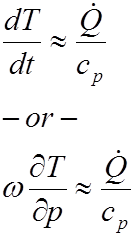 dT/dt ≈ Q̇/c_p
– or –
ω ∂T/∂p ≈ Q̇/c_p